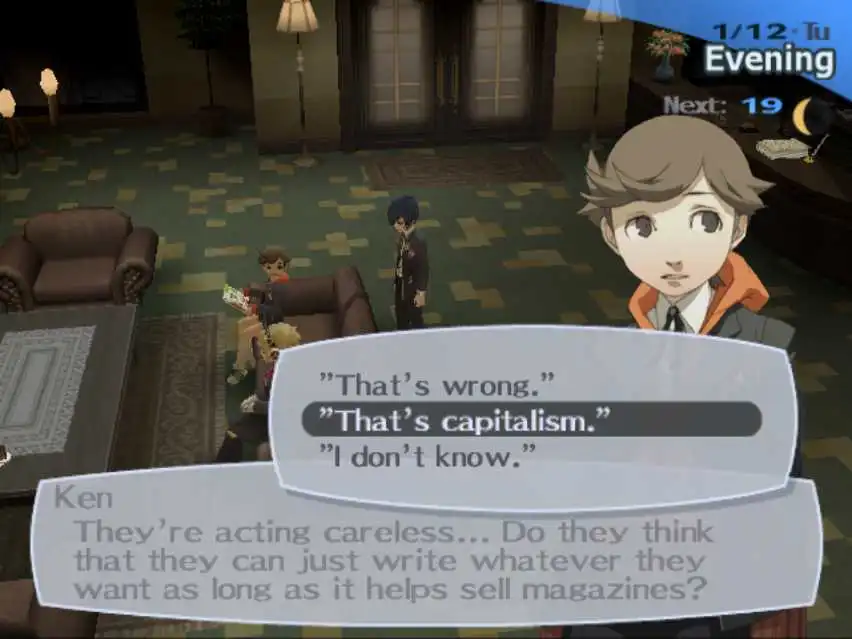 1/12・Tu
Evening
Next: 19
"That's wrong."
"That's capitalism."
"I don't know."
Ken
They're acting careless... Do they think
that they can just write whatever they
want as long as it helps sell magazines?